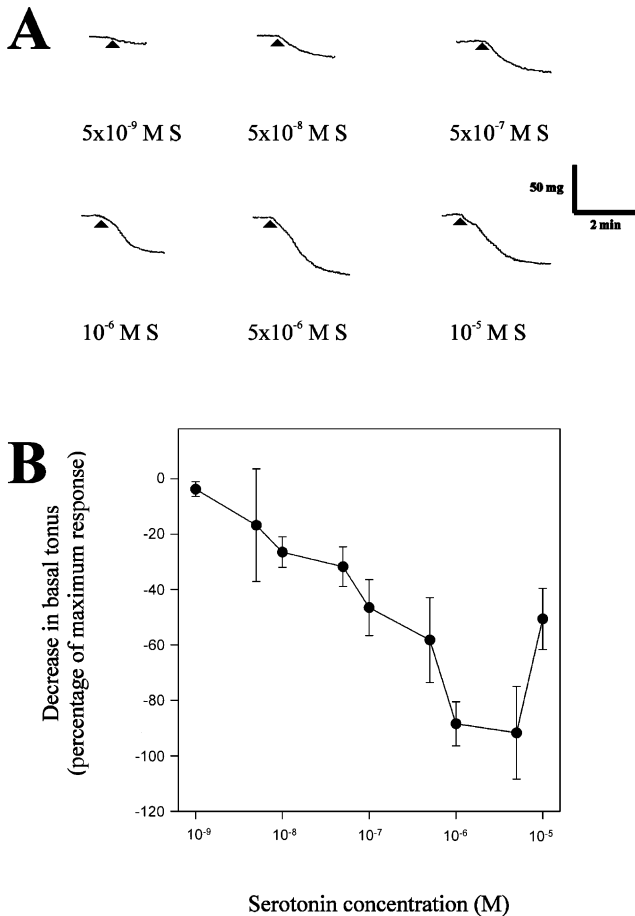 A
5x10⁻⁹ M S
5x10⁻⁸ M S
5x10⁻⁷ M S
50 mg
2 min
10⁻⁶ M S
5x10⁻⁶ M S
10⁻⁵ M S
B
Decrease in basal tonus
(percentage of maximum response)
0
-20
-40
-60
-80
-100
-120
10⁻⁹
10⁻⁸
10⁻⁷
10⁻⁶
10⁻⁵
Serotonin concentration (M)